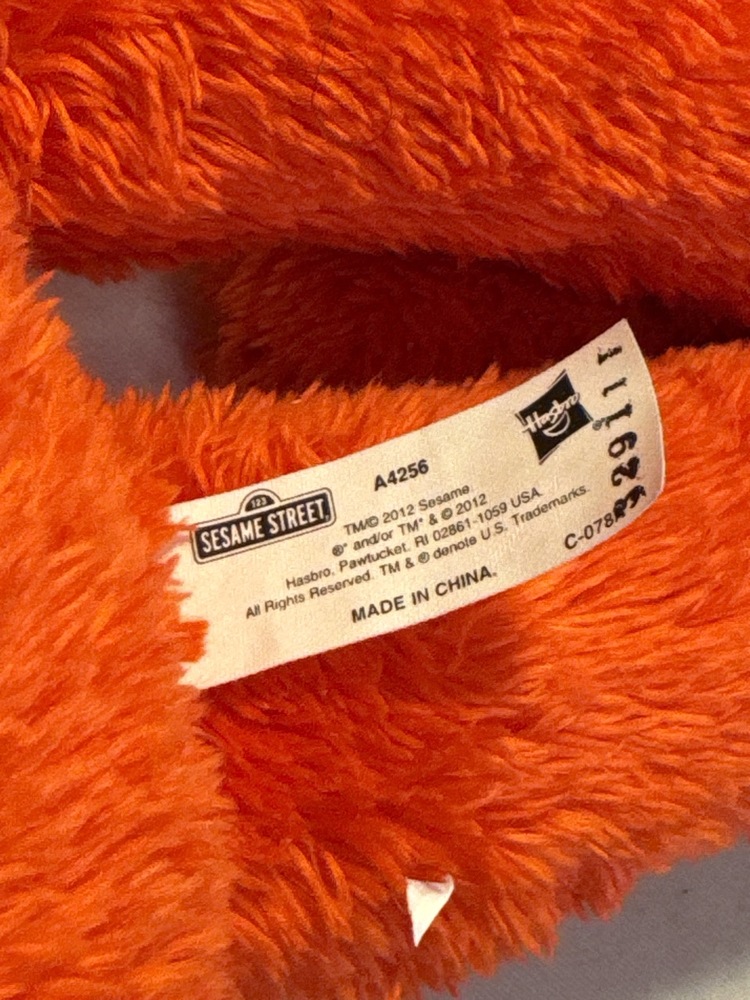 123
SESAME STREET
A4256
TM/© 2012 Sesame.
®* and/or TM* & © 2012
Hasbro, Pawtucket, RI 02861-1059 USA.
All Rights Reserved. TM & ® denote U.S. Trademarks.
MADE IN CHINA.
Hasbro
®
C-078